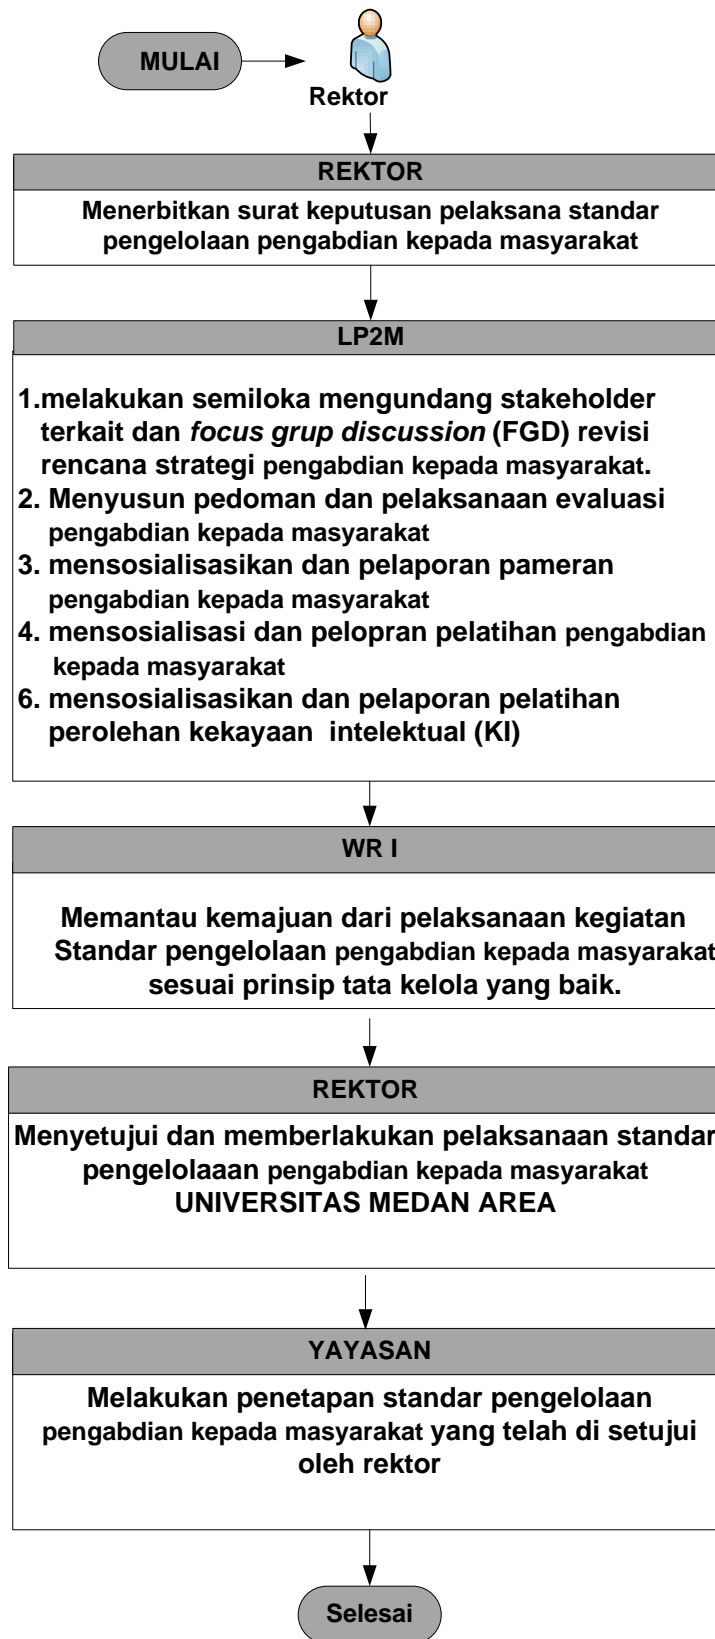 MULAI
Rektor
REKTOR
Menerbitkan surat keputusan pelaksana standar
pengelolaan pengabdian kepada masyarakat
LP2M
1.melakukan semiloka mengundang stakeholder
terkait dan focus grup discussion (FGD) revisi
rencana strategi pengabdian kepada masyarakat.
2. Menyusun pedoman dan pelaksanaan evaluasi
pengabdian kepada masyarakat
3. mensosialisasikan dan pelaporan pameran
pengabdian kepada masyarakat
4. mensosialisasi dan pelopran pelatihan pengabdian
kepada masyarakat
6. mensosialisasikan dan pelaporan pelatihan
perolehan kekayaan intelektual (KI)
WR I
Memantau kemajuan dari pelaksanaan kegiatan
Standar pengelolaan pengabdian kepada masyarakat
sesuai prinsip tata kelola yang baik.
REKTOR
Menyetujui dan memberlakukan pelaksanaan standar
pengelolaaan pengabdian kepada masyarakat
UNIVERSITAS MEDAN AREA
YAYASAN
Melakukan penetapan standar pengelolaan
pengabdian kepada masyarakat yang telah di setujui
oleh rektor
Selesai